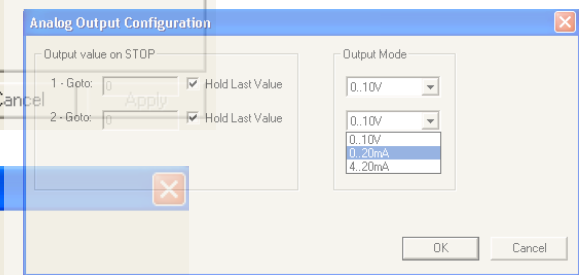 Analog Output Configuration
Output value on STOP
Output Mode
1 - Goto: 0 Hold Last Value
0..10V
Cancel
Apply
2 - Goto: 0 Hold Last Value
0..10V
0..10V
0..20mA
4..20mA
OK
Cancel